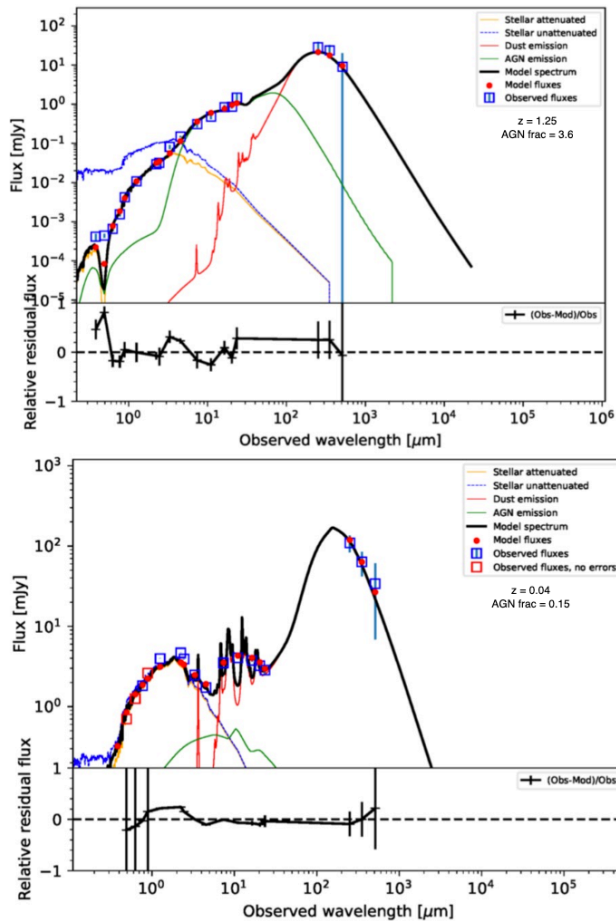 10²
10¹
10⁰
10⁻¹
10⁻²
10⁻³
10⁻⁴
10⁻⁵
Flux [mJy]
Stellar attenuated
Stellar unattenuated
Dust emission
AGN emission
Model spectrum
Model fluxes
Observed fluxes
z = 1.25
AGN frac = 3.6
Relative residual flux
1
0
−1
(Obs-Mod)/Obs
10⁰ 10¹ 10² 10³ 10⁴ 10⁵ 10⁶
Observed wavelength [μm]
10³
10²
10¹
10⁰
Flux [mJy]
Stellar attenuated
Stellar unattenuated
Dust emission
AGN emission
Model spectrum
Model fluxes
Observed fluxes
Observed fluxes, no errors
z = 0.04
AGN frac = 0.15
Relative residual flux
1
0
−1
(Obs-Mod)/Obs
10⁰ 10¹ 10² 10³ 10⁴ 10⁵
Observed wavelength [μm]